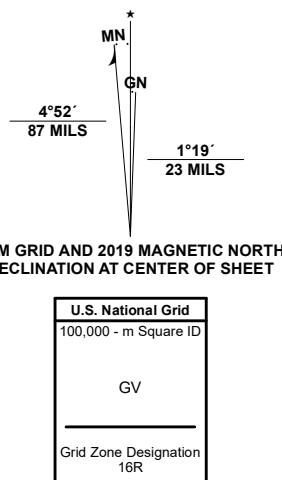 ★
MN
GN
4°52´
87 MILS
1°19´
23 MILS
M GRID AND 2019 MAGNETIC NORTH
ECLINATION AT CENTER OF SHEET
U.S. National Grid
100,000 - m Square ID
GV
Grid Zone Designation
16R